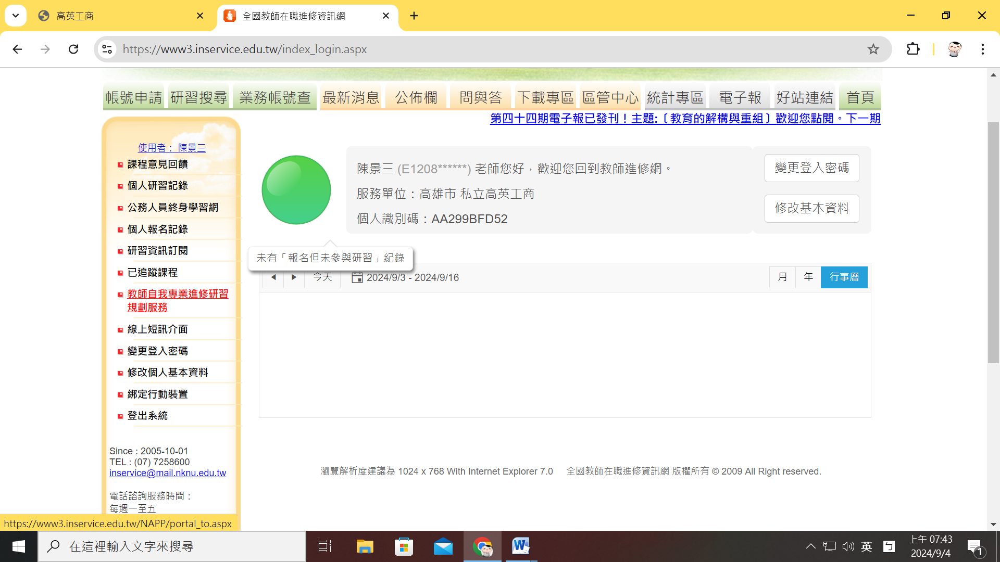 高英工商
全國教師在職進修資訊網
https://www3.inservice.edu.tw/index_login.aspx
帳號申請 研習搜尋 業務帳號查 最新消息 公佈欄 問與答 下載專區 區管中心 統計專區 電子報 好站連結 首頁
第四十四期電子報已發刊！主題:〔教育的解構與重組〕歡迎您點閱。下一期
使用者： 陳景三
課程意見回饋
個人研習記錄
公務人員終身學習網
個人報名記錄
研習資訊訂閱
已追蹤課程
教師自我專業進修研習
規劃服務
線上短訊介面
變更登入密碼
修改個人基本資料
綁定行動裝置
登出系統
Since : 2005-10-01
TEL : (07) 7258600
inservice@mail.nknu.edu.tw
電話諮詢服務時間：
每週一至五
陳景三 (E1208******) 老師您好，歡迎您回到教師進修網。
服務單位：高雄市 私立高英工商
個人識別碼：AA299BFD52
變更登入密碼
修改基本資料
未有「報名但未參與研習」紀錄
今天
2024/9/3 - 2024/9/16
月 年 行事曆
瀏覽解析度建議為 1024 x 768 With Internet Explorer 7.0 全國教師在職進修資訊網 版權所有 © 2009 All Right reserved.
https://www3.inservice.edu.tw/NAPP/portal_to.aspx
在這裡輸入文字來搜尋
英
上午 07:43
2024/9/4
1